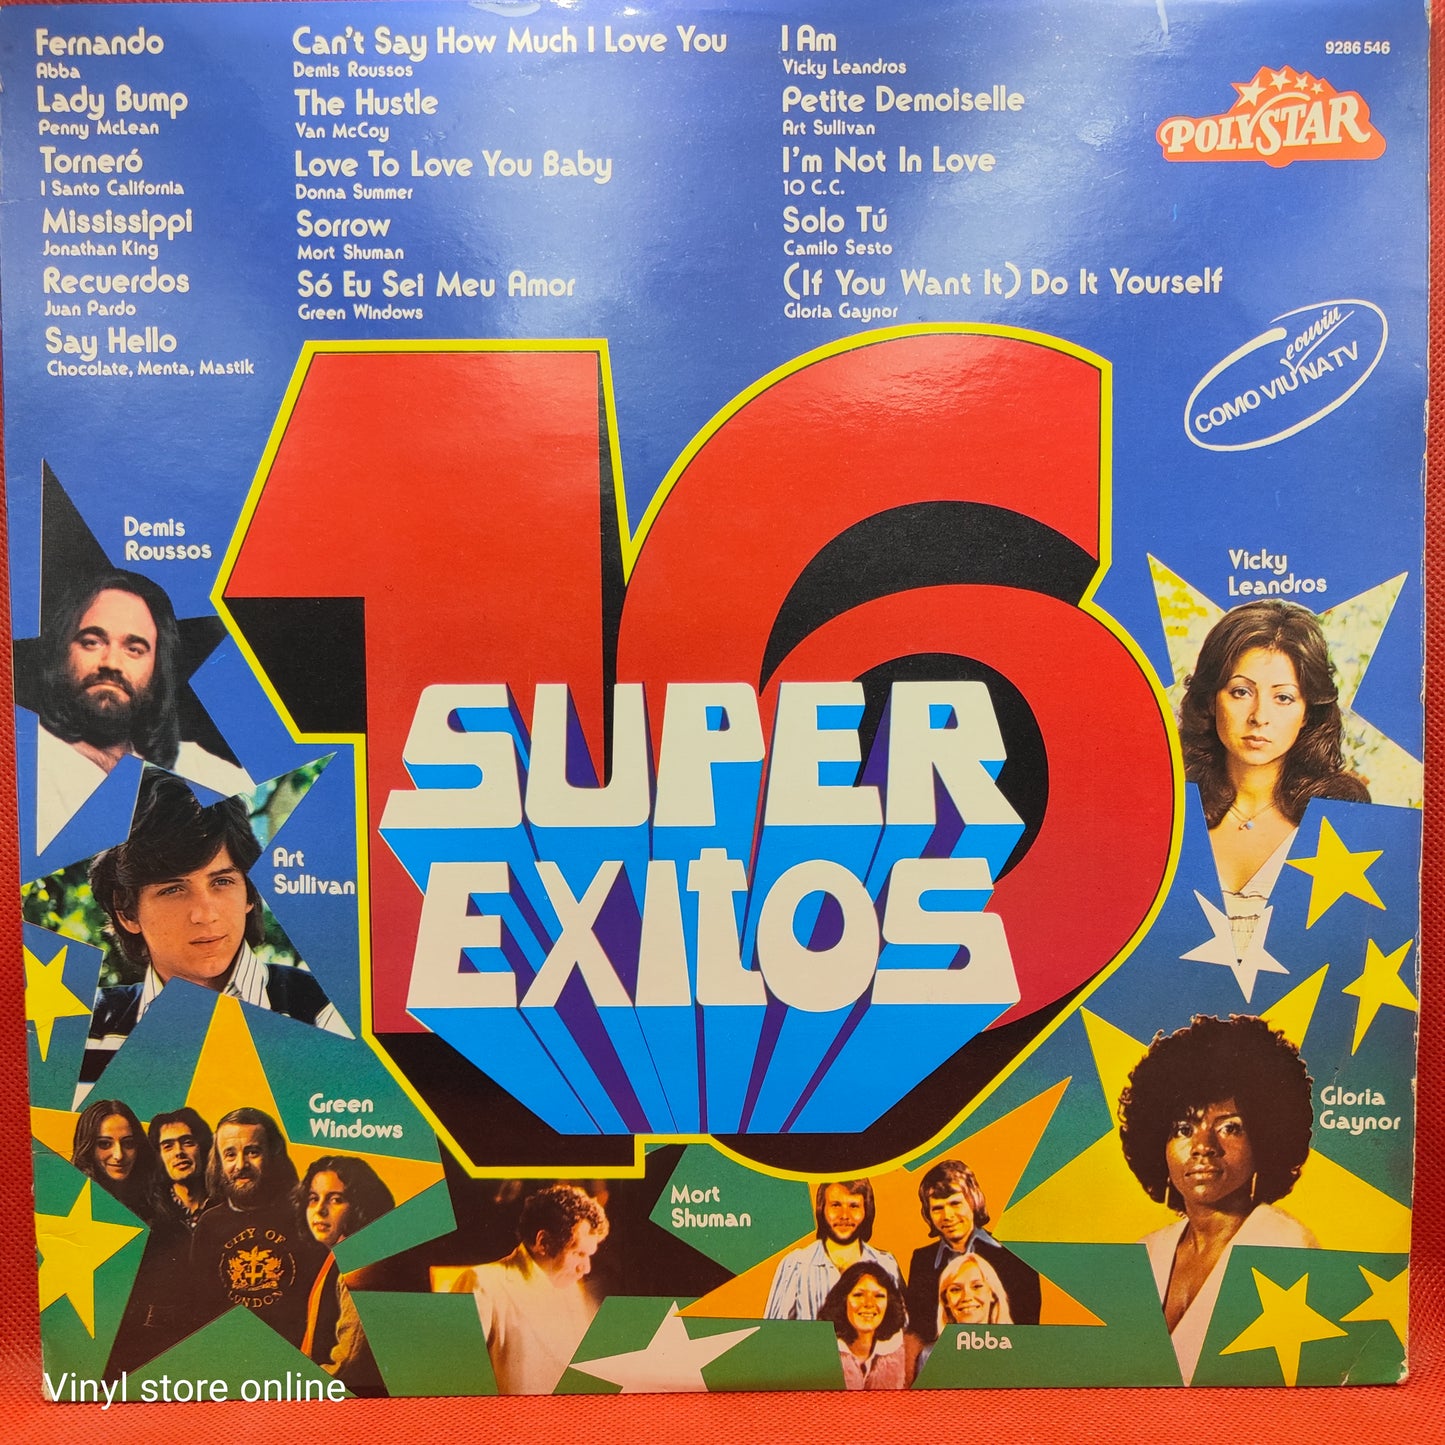 Fernando
Abba
Lady Bump
Penny McLean
Torneró
I Santo California
Mississippi
Jonathan King
Recuerdos
Juan Pardo
Say Hello
Chocolate, Menta, Mastik
Can't Say How Much I Love You
Demis Roussos
The Hustle
Van McCoy
Love To Love You Baby
Donna Summer
Sorrow
Mort Shuman
Só Eu Sei Meu Amor
Green Windows
I Am
Vicky Leandros
Petite Demoiselle
Art Sullivan
I'm Not In Love
10 C.C.
Solo Tú
Camilo Sesto
(If You Want It) Do It Yourself
Gloria Gaynor
9286 546
POLYSTAR
e ouviu
COMO VIU NA TV
16
SUPER
EXITOS
Demis
Roussos
Vicky
Leandros
Art
Sullivan
Green
Windows
CITY OF
LONDON
Mort
Shuman
Abba
Gloria
Gaynor
Vinyl store online